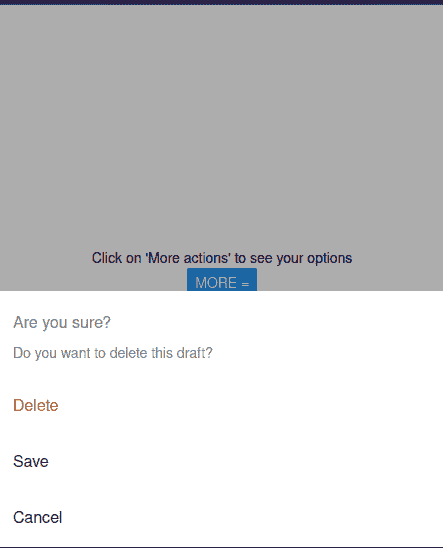 Click on 'More actions' to see your options
MORE =
Are you sure?
Do you want to delete this draft?
Delete
Save
Cancel